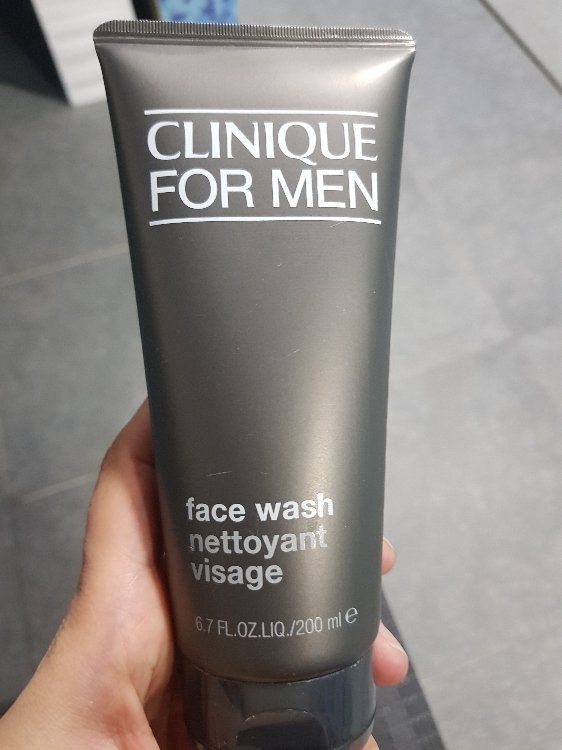 CLINIQUE
FOR MEN
face wash
nettoyant
visage
6.7 FL.OZ.LIQ./200 ml ℮